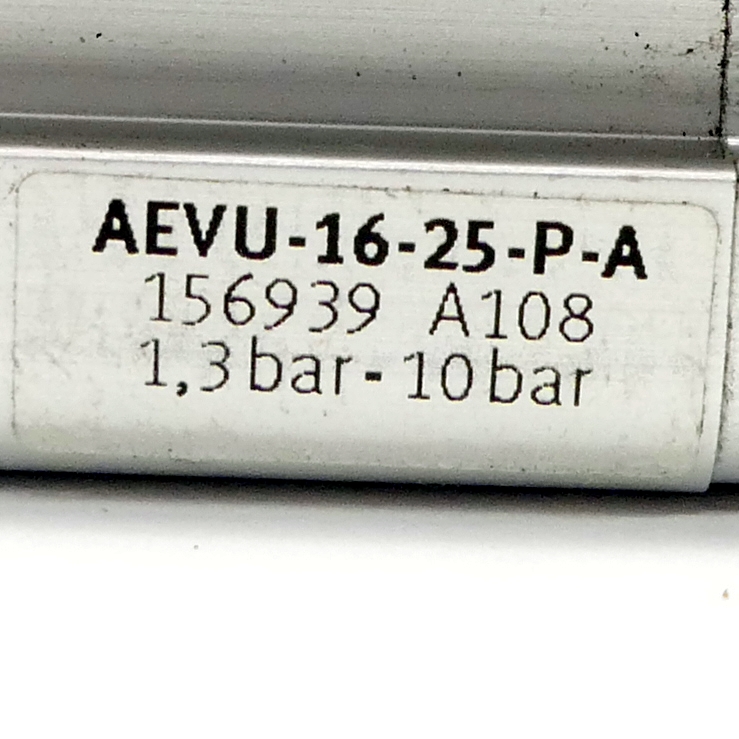 AEVU-16-25-P-A
156939 A108
1,3 bar - 10 bar